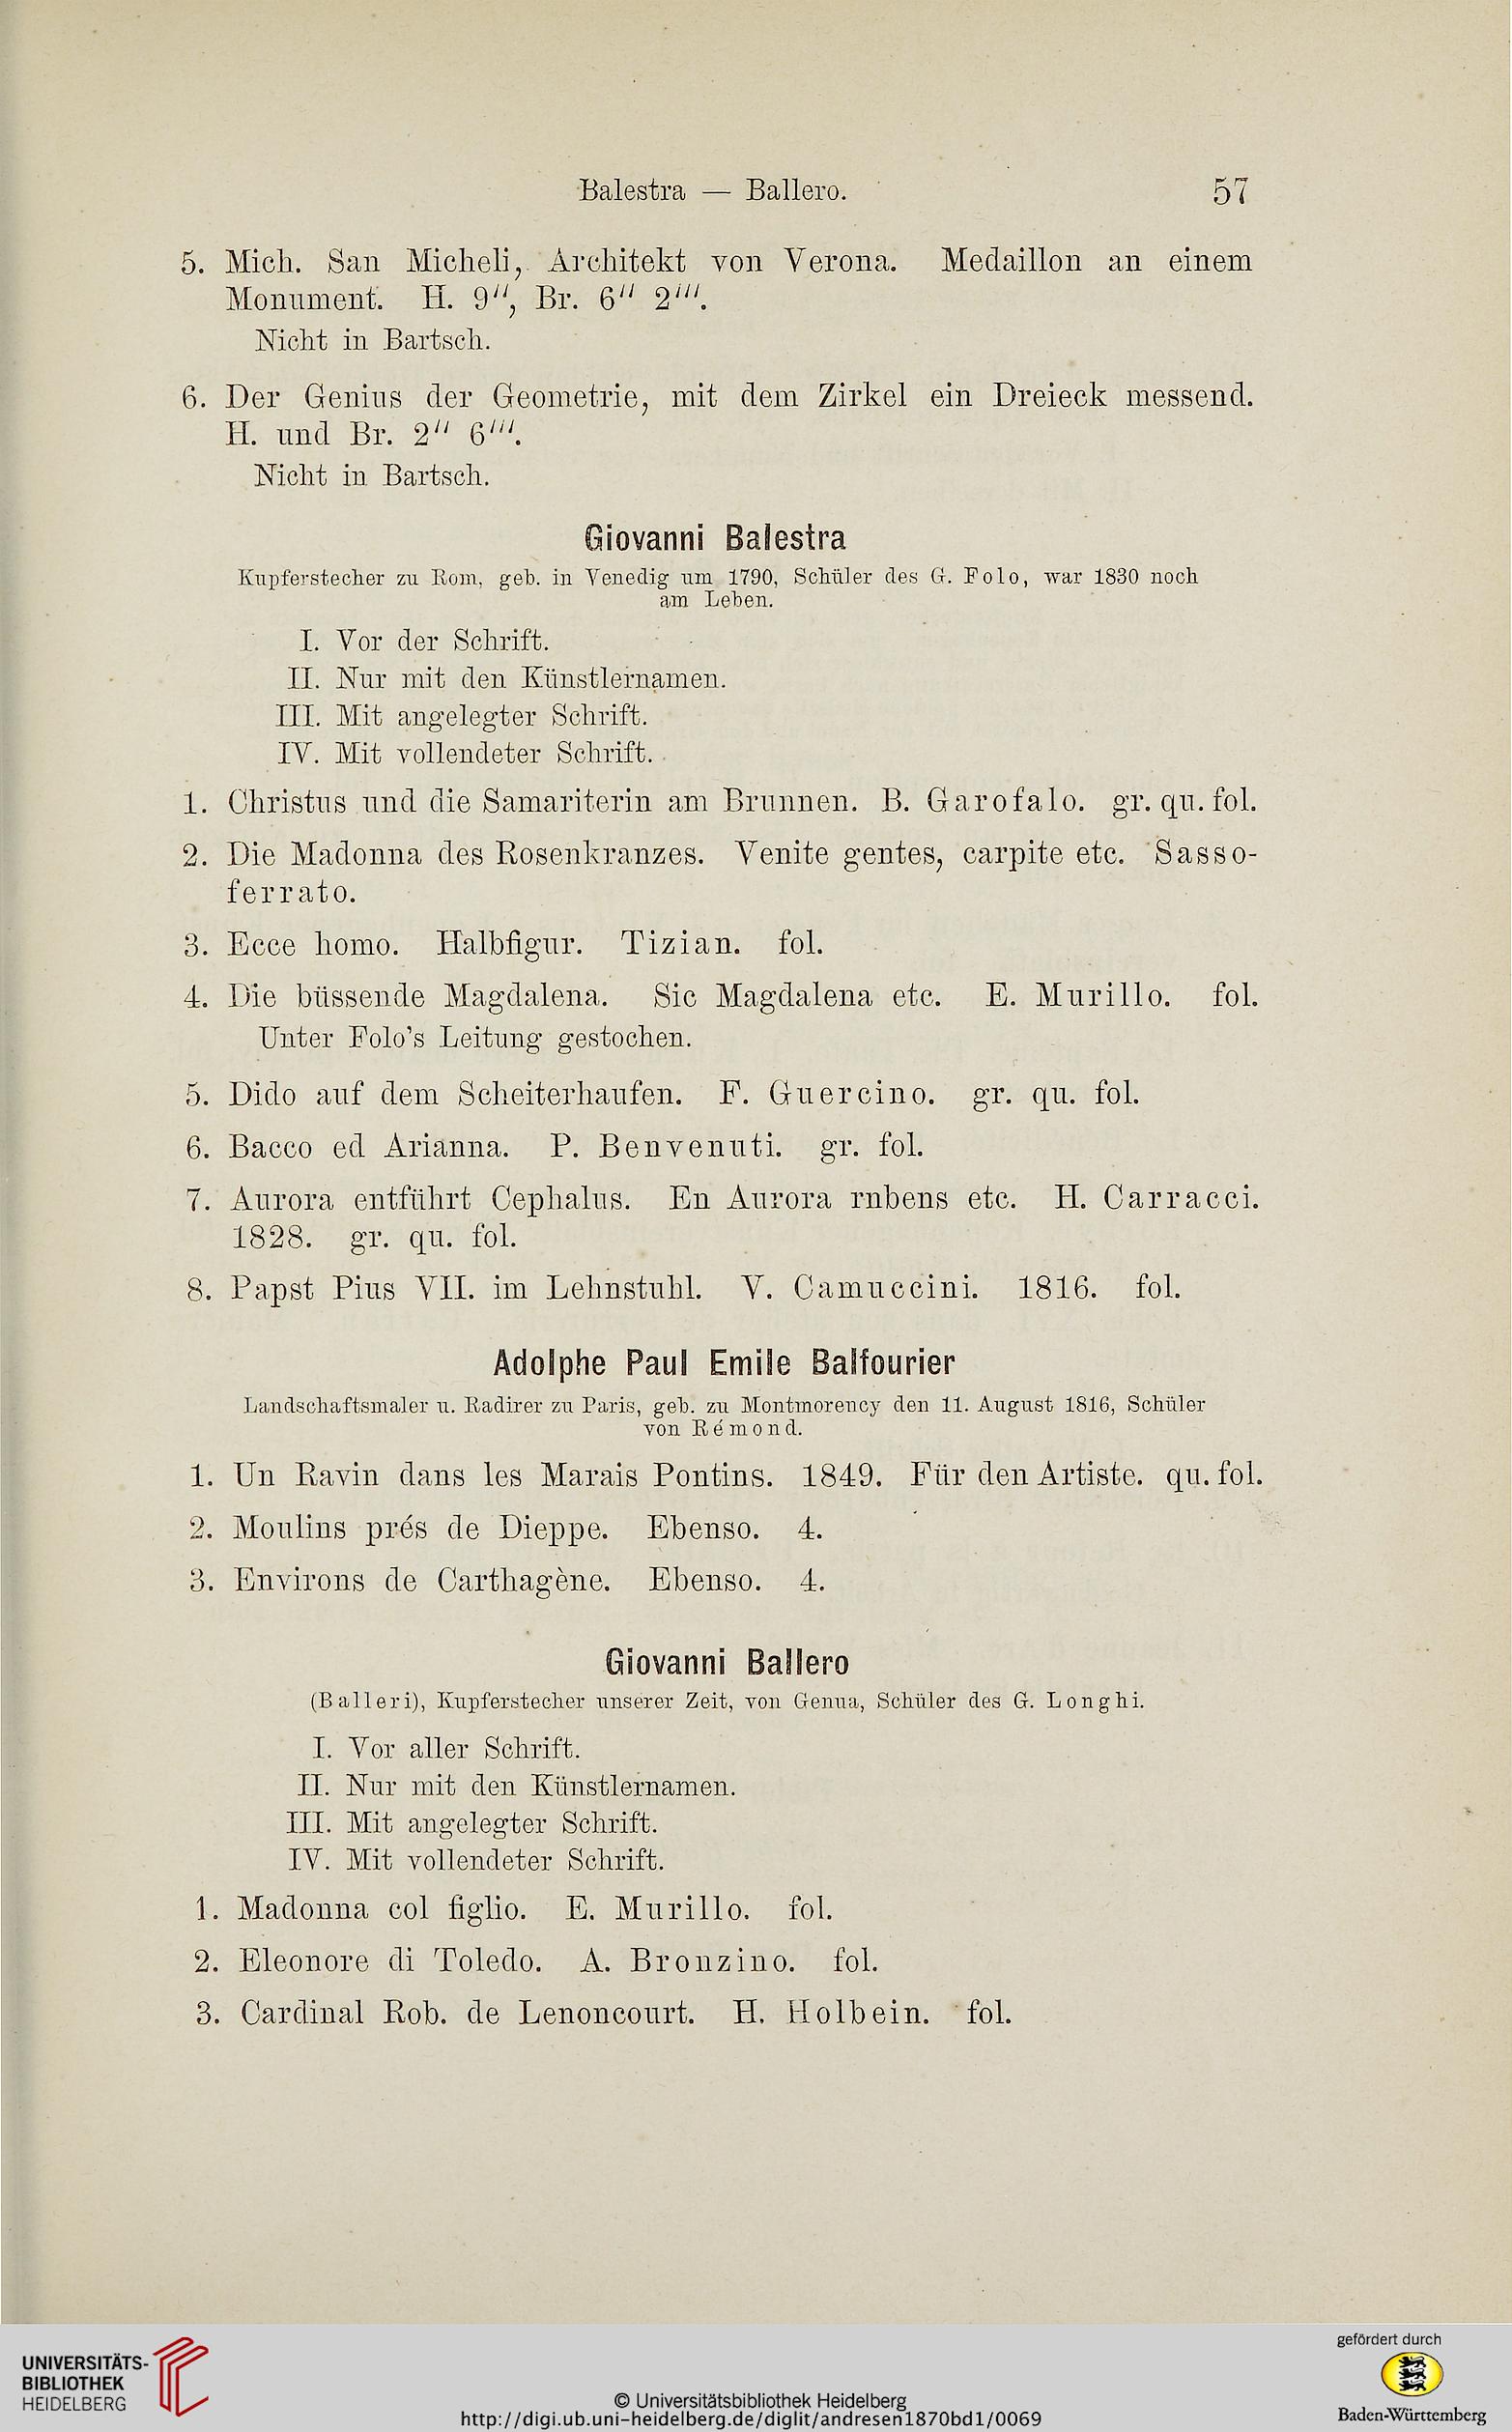 Balestra — Ballero. 57
5. Mich. San Micheli, Architekt von Verona. Medaillon an einem
Monument. H. 9″, Br. 6″ 2‴.
Nicht in Bartsch.
6. Der Genius der Geometrie, mit dem Zirkel ein Dreieck messend.
H. und Br. 2″ 6‴.
Nicht in Bartsch.
Giovanni Balestra
Kupferstecher zu Rom, geb. in Venedig um 1790, Schüler des G. Folo, war 1830 noch
am Leben.
I. Vor der Schrift.
II. Nur mit den Künstlernamen.
III. Mit angelegter Schrift.
IV. Mit vollendeter Schrift.
1. Christus und die Samariterin am Brunnen. B. Garofalo. gr. qu. fol.
2. Die Madonna des Rosenkranzes. Venite gentes, carpite etc. Sasso-
ferrato.
3. Ecce homo. Halbfigur. Tizian. fol.
4. Die büssende Magdalena. Sic Magdalena etc. E. Murillo. fol.
Unter Folo's Leitung gestochen.
5. Dido auf dem Scheiterhaufen. F. Guercino. gr. qu. fol.
6. Bacco ed Arianna. P. Benvenuti. gr. fol.
7. Aurora entführt Cephalus. En Aurora rnbens etc. H. Carracci.
1828. gr. qu. fol.
8. Papst Pius VII. im Lehnstuhl. V. Camuccini. 1816. fol.
Adolphe Paul Emile Balfourier
Landschaftsmaler u. Radirer zu Paris, geb. zu Montmorency den 11. August 1816, Schüler
von Rémond.
1. Un Ravin dans les Marais Pontins. 1849. Für den Artiste. qu. fol.
2. Moulins prés de Dieppe. Ebenso. 4.
3. Environs de Carthagène. Ebenso. 4.
Giovanni Ballero
(Balleri), Kupferstecher unserer Zeit, von Genua, Schüler des G. Longhi.
I. Vor aller Schrift.
II. Nur mit den Künstlernamen.
III. Mit angelegter Schrift.
IV. Mit vollendeter Schrift.
1. Madonna col figlio. E. Murillo. fol.
2. Eleonore di Toledo. A. Bronzino. fol.
3. Cardinal Rob. de Lenoncourt. H. Holbein. fol.
UNIVERSITÄTS-
BIBLIOTHEK
HEIDELBERG
© Universitätsbibliothek Heidelberg
http://digi.ub.uni-heidelberg.de/diglit/andresen1870bd1/0069
gefördert durch
Baden-Württemberg